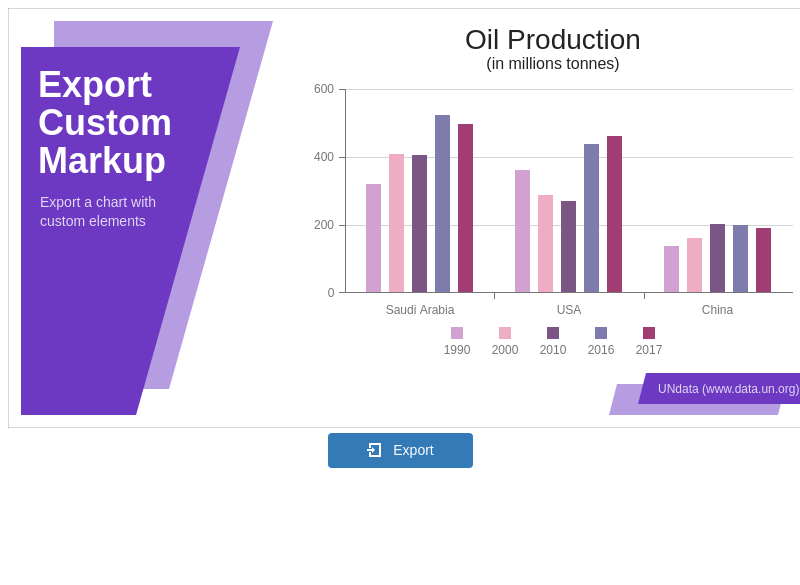 Export
Custom
Markup
Export a chart with
custom elements
Oil Production
(in millions tonnes)
600
400
200
0
Saudi Arabia
USA
China
1990
2000
2010
2016
2017
UNdata (www.data.un.org)
Export